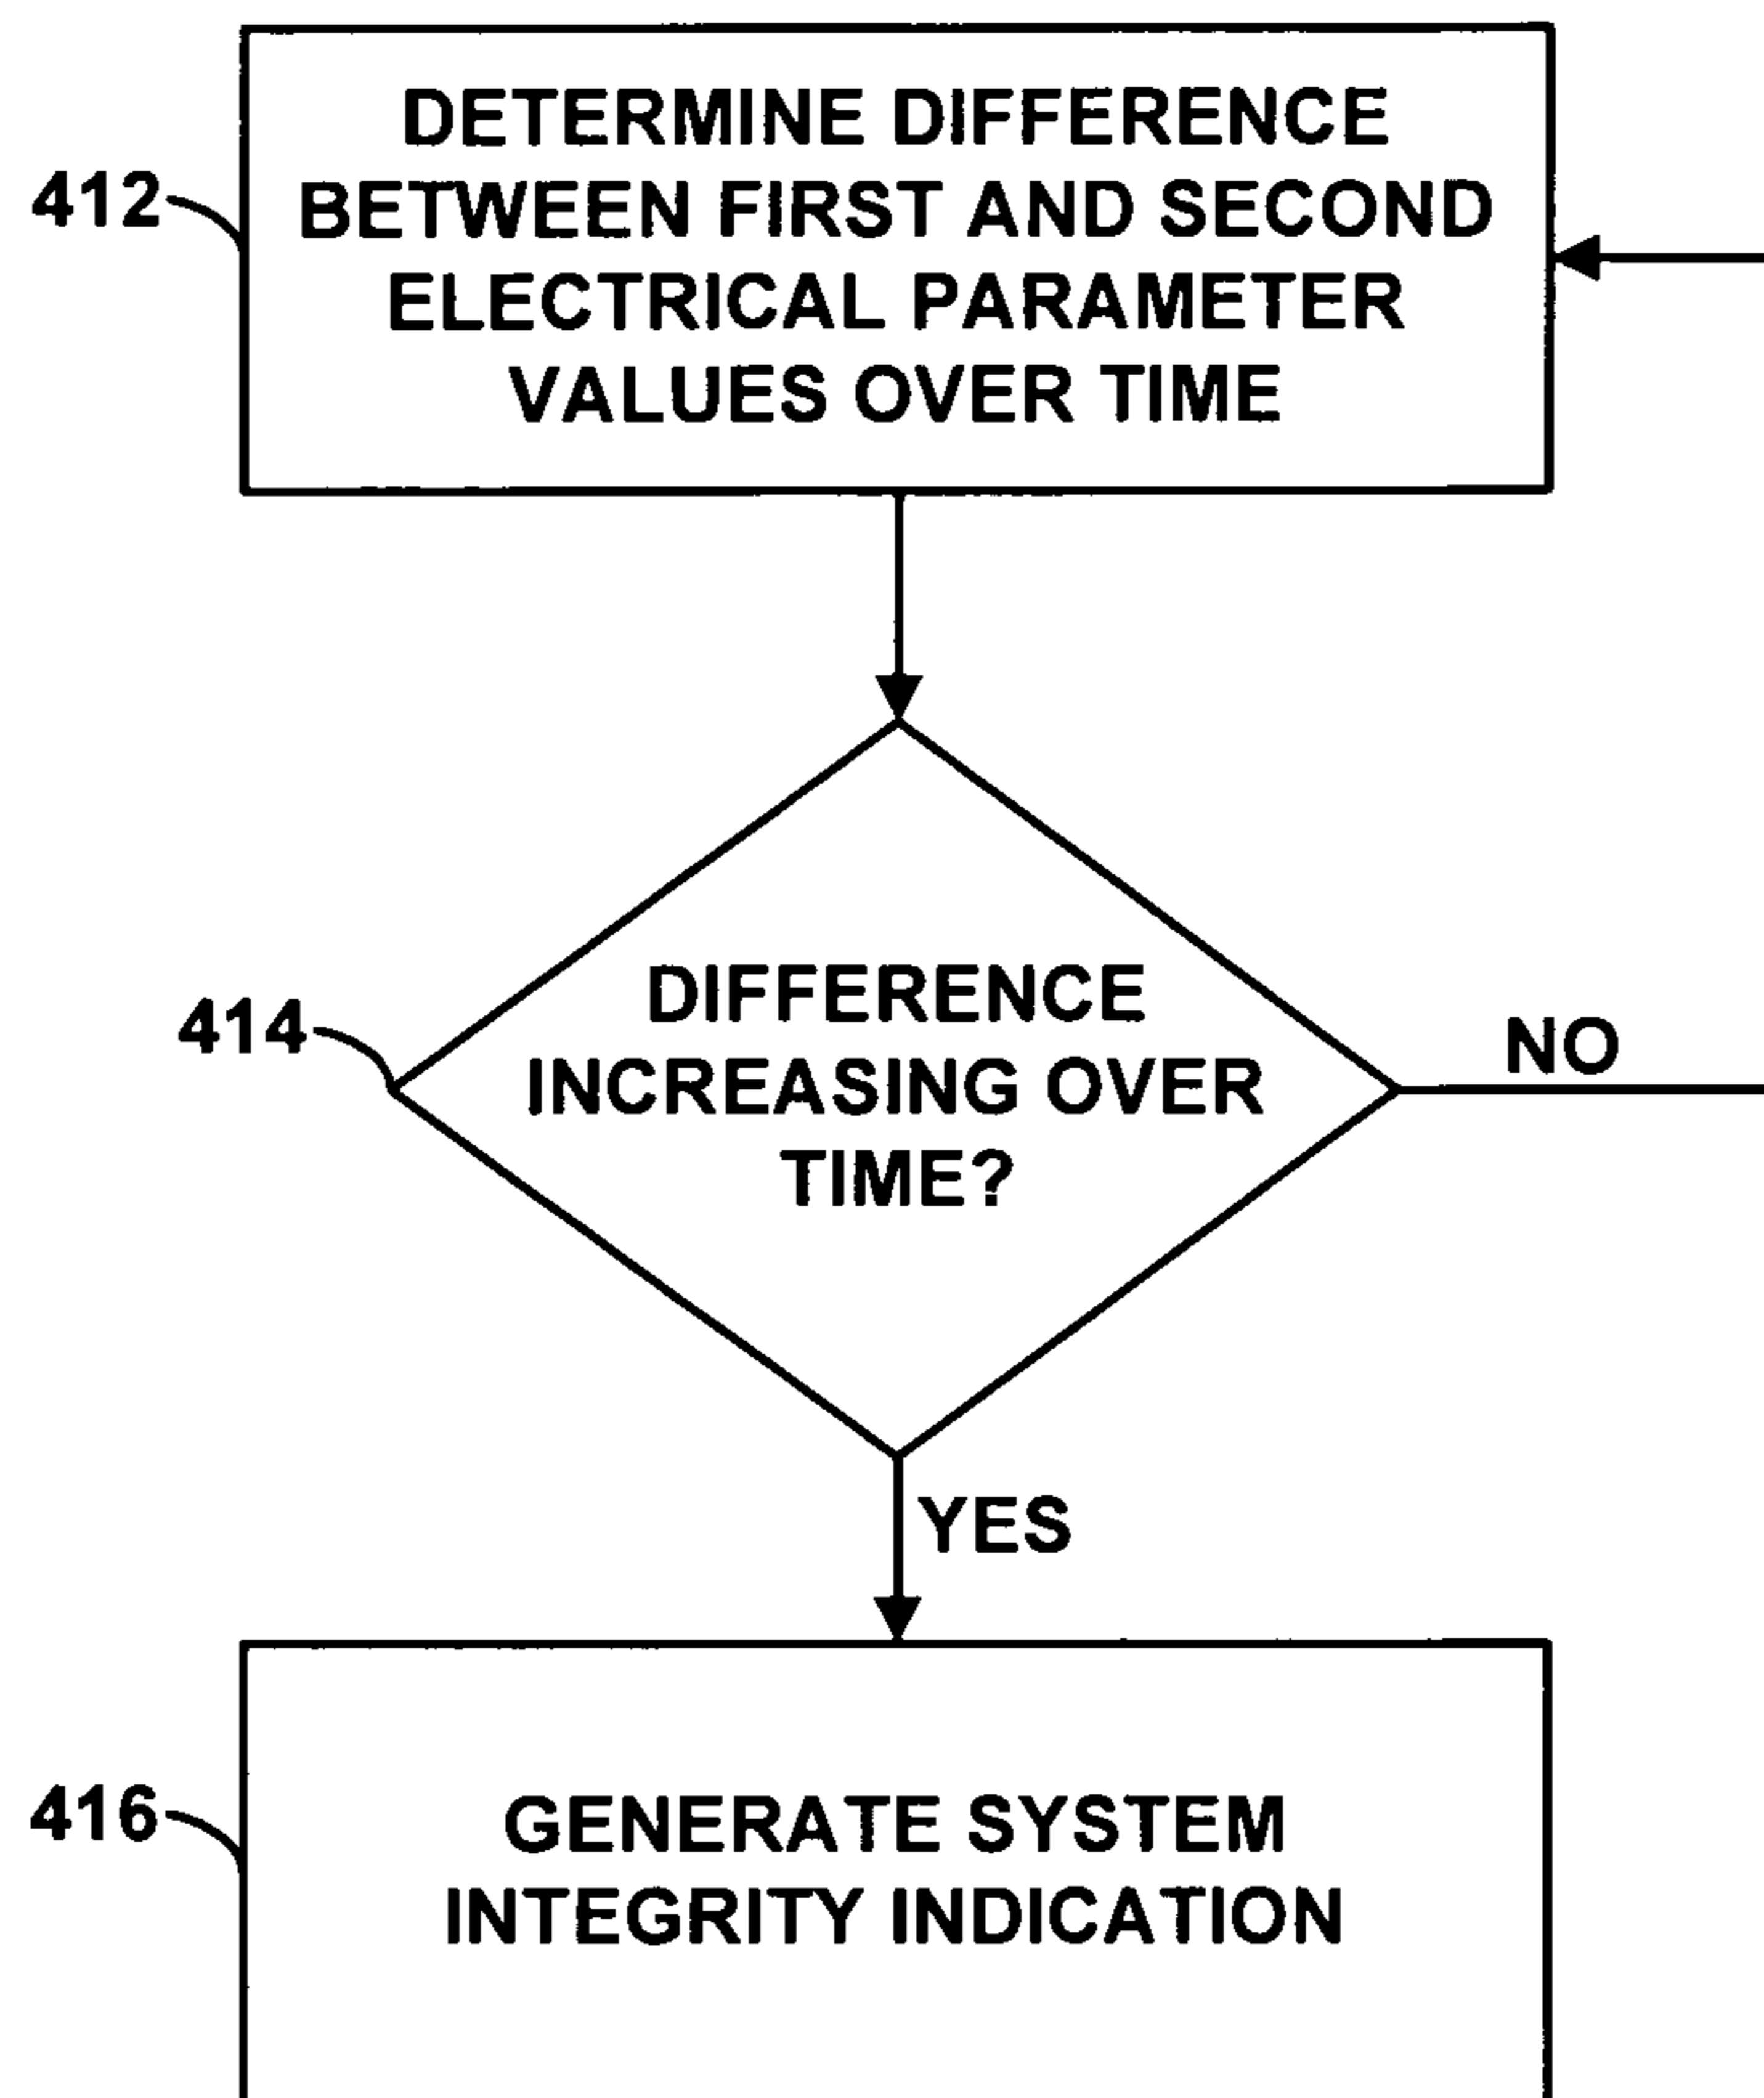 DETERMINE DIFFERENCE
412 BETWEEN FIRST AND SECOND
ELECTRICAL PARAMETER
VALUES OVER TIME
DIFFERENCE
414
INCREASING OVER
NO
TIME?
YES
416
GENERATE SYSTEM
INTEGRITY INDICATION